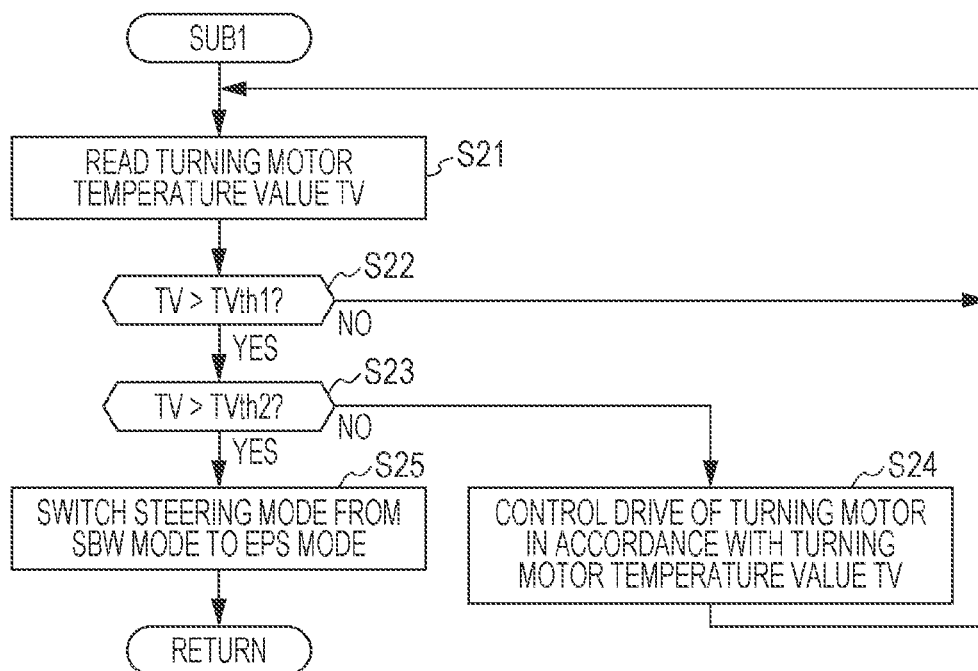 SUB1
READ TURNING MOTOR
TEMPERATURE VALUE TV
S21
TV > TVth1?
S22
NO
YES
TV > TVth2?
S23
NO
YES
SWITCH STEERING MODE FROM
SBW MODE TO EPS MODE
S25
CONTROL DRIVE OF TURNING MOTOR
IN ACCORDANCE WITH TURNING
MOTOR TEMPERATURE VALUE TV
S24
RETURN